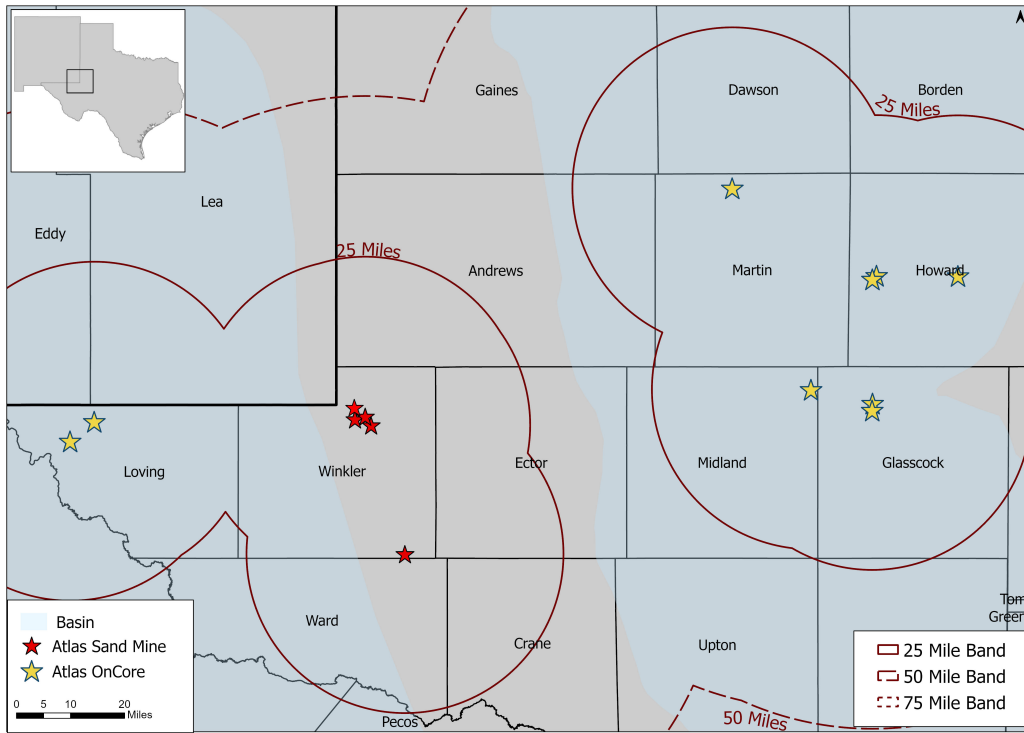 Gaines
Dawson
Borden
25 Miles
Lea
Eddy
25 Miles
Andrews
Martin
Howard
Loving
Winkler
Ector
Midland
Glasscock
Ward
Crane
Upton
Tom
Green
Pecos
50 Miles
Basin
Atlas Sand Mine
Atlas OnCore
0 5 10 20
Miles
25 Mile Band
50 Mile Band
75 Mile Band